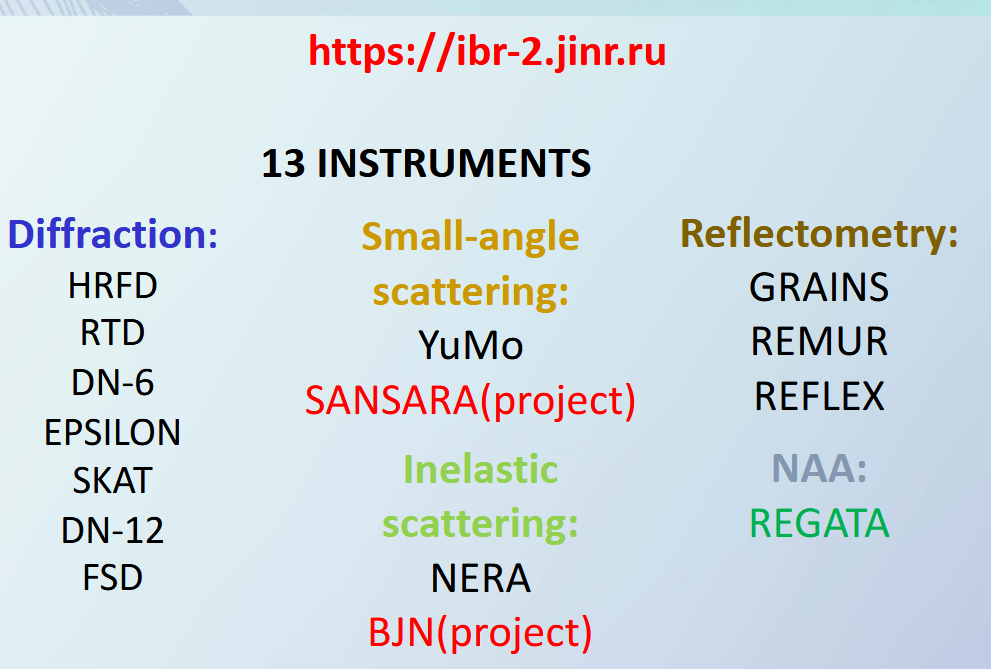 https://ibr-2.jinr.ru
13 INSTRUMENTS
Diffraction:
HRFD
RTD
DN-6
EPSILON
SKAT
DN-12
FSD
Small-angle
scattering:
YuMo
SANSARA(project)
Inelastic
scattering:
NERA
BJN(project)
Reflectometry:
GRAINS
REMUR
REFLEX
NAA:
REGATA